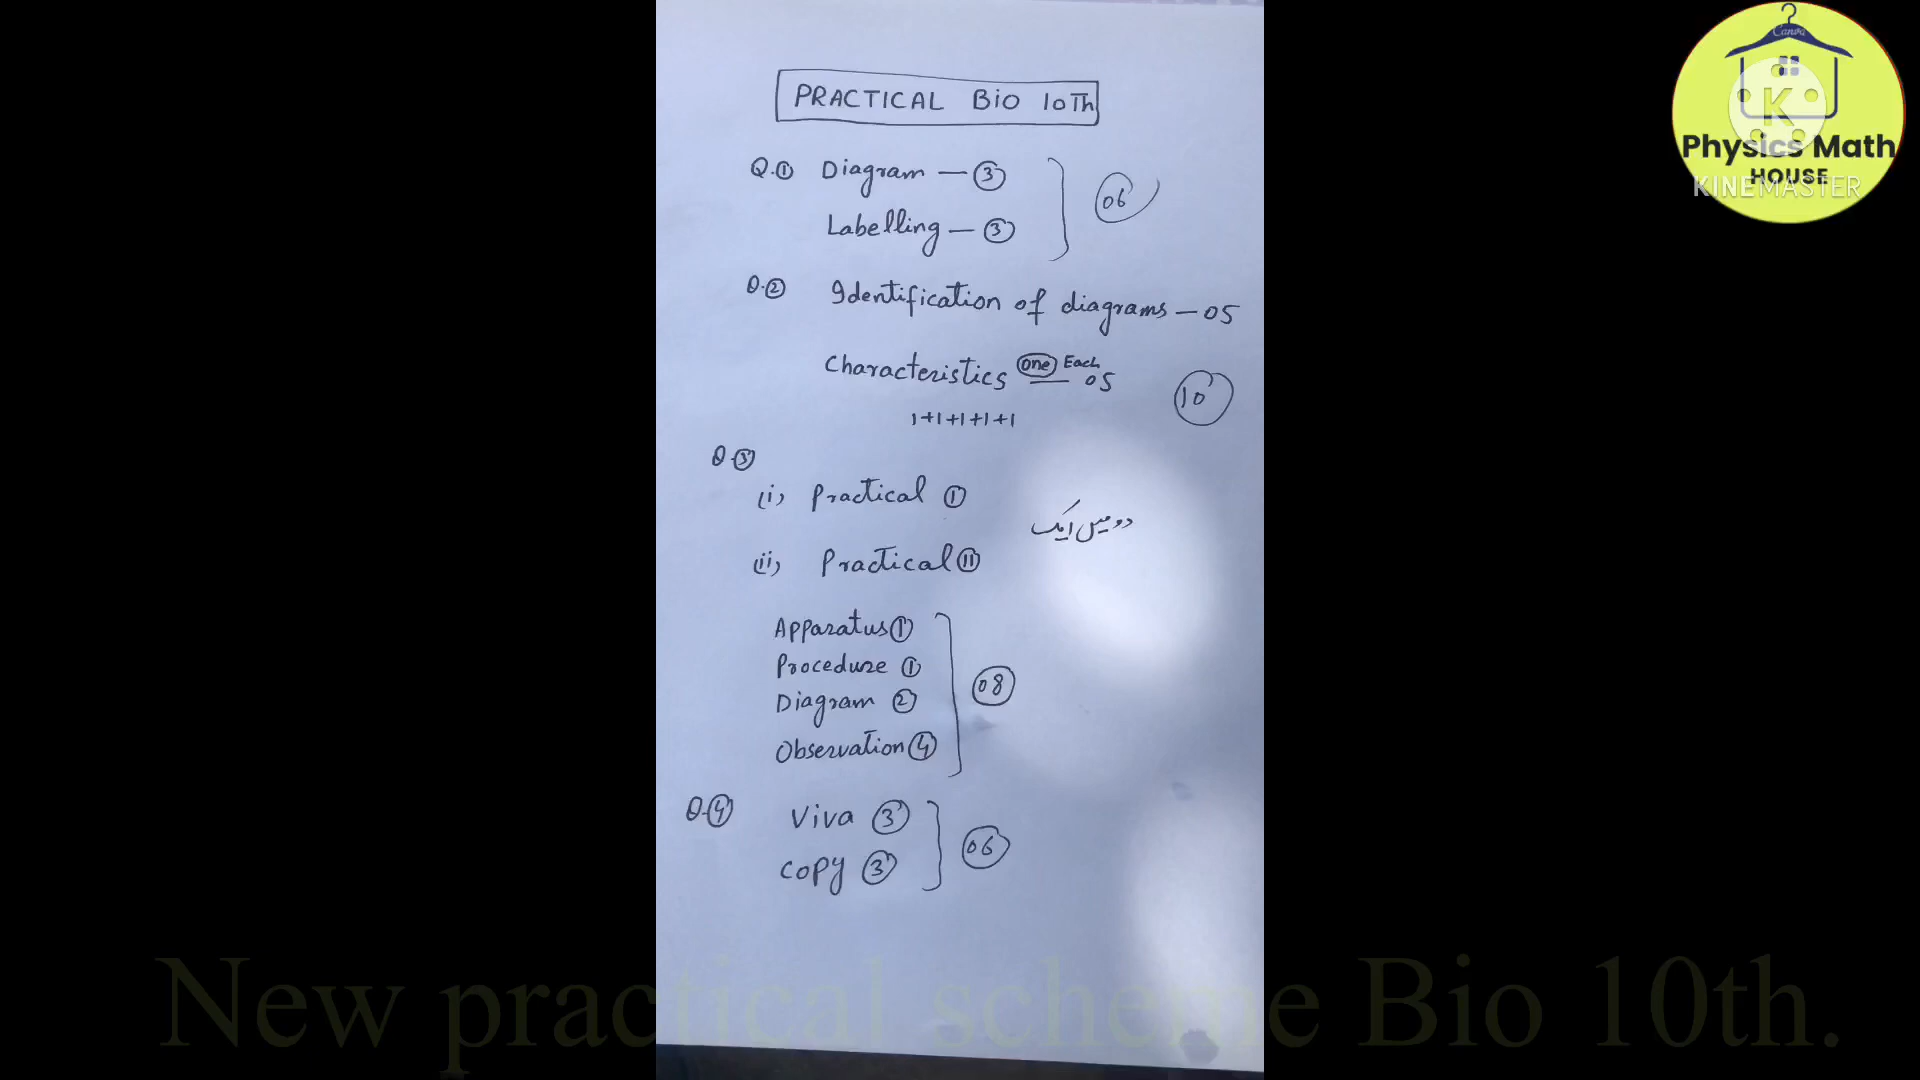 PRACTICAL BiO 10Th
Q.① Diagram — ③
06
Labelling — ③
Q.② Identification of diagrams — 05
Characteristics one Each — 05
10
1+1+1+1+1
Q.③
(i) Practical ①
دو میں ایک
(ii) Practical ⑪
Apparatus ①
Procedure ①
08
Diagram ②
Observation ④
Q.④ Viva ③
06
Copy ③
New practical scheme Bio 10th.
Canva
K
Physics Math
HOUSE
KINEMASTER